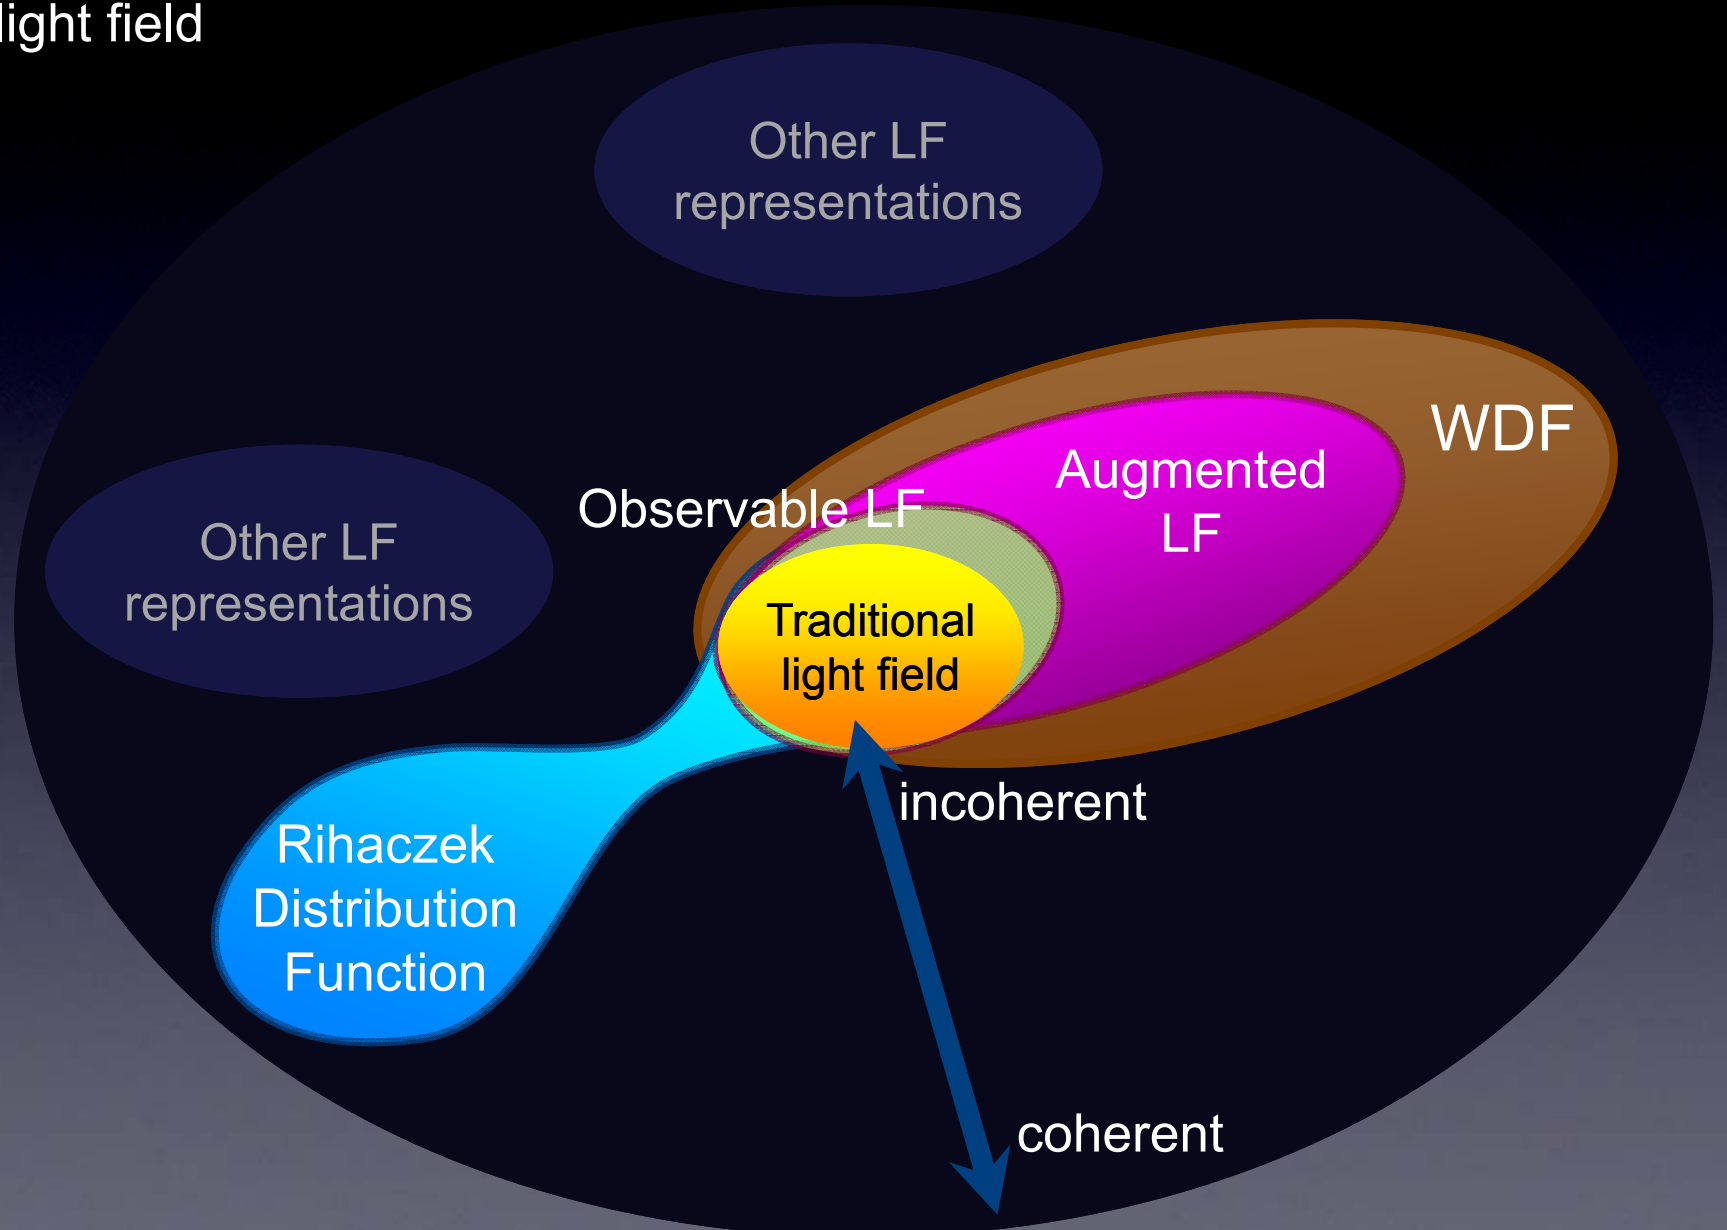 light field
Other LF
representations
WDF
Augmented
LF
Observable LF
Other LF
representations
Traditional
light field
incoherent
Rihaczek
Distribution
Function
coherent